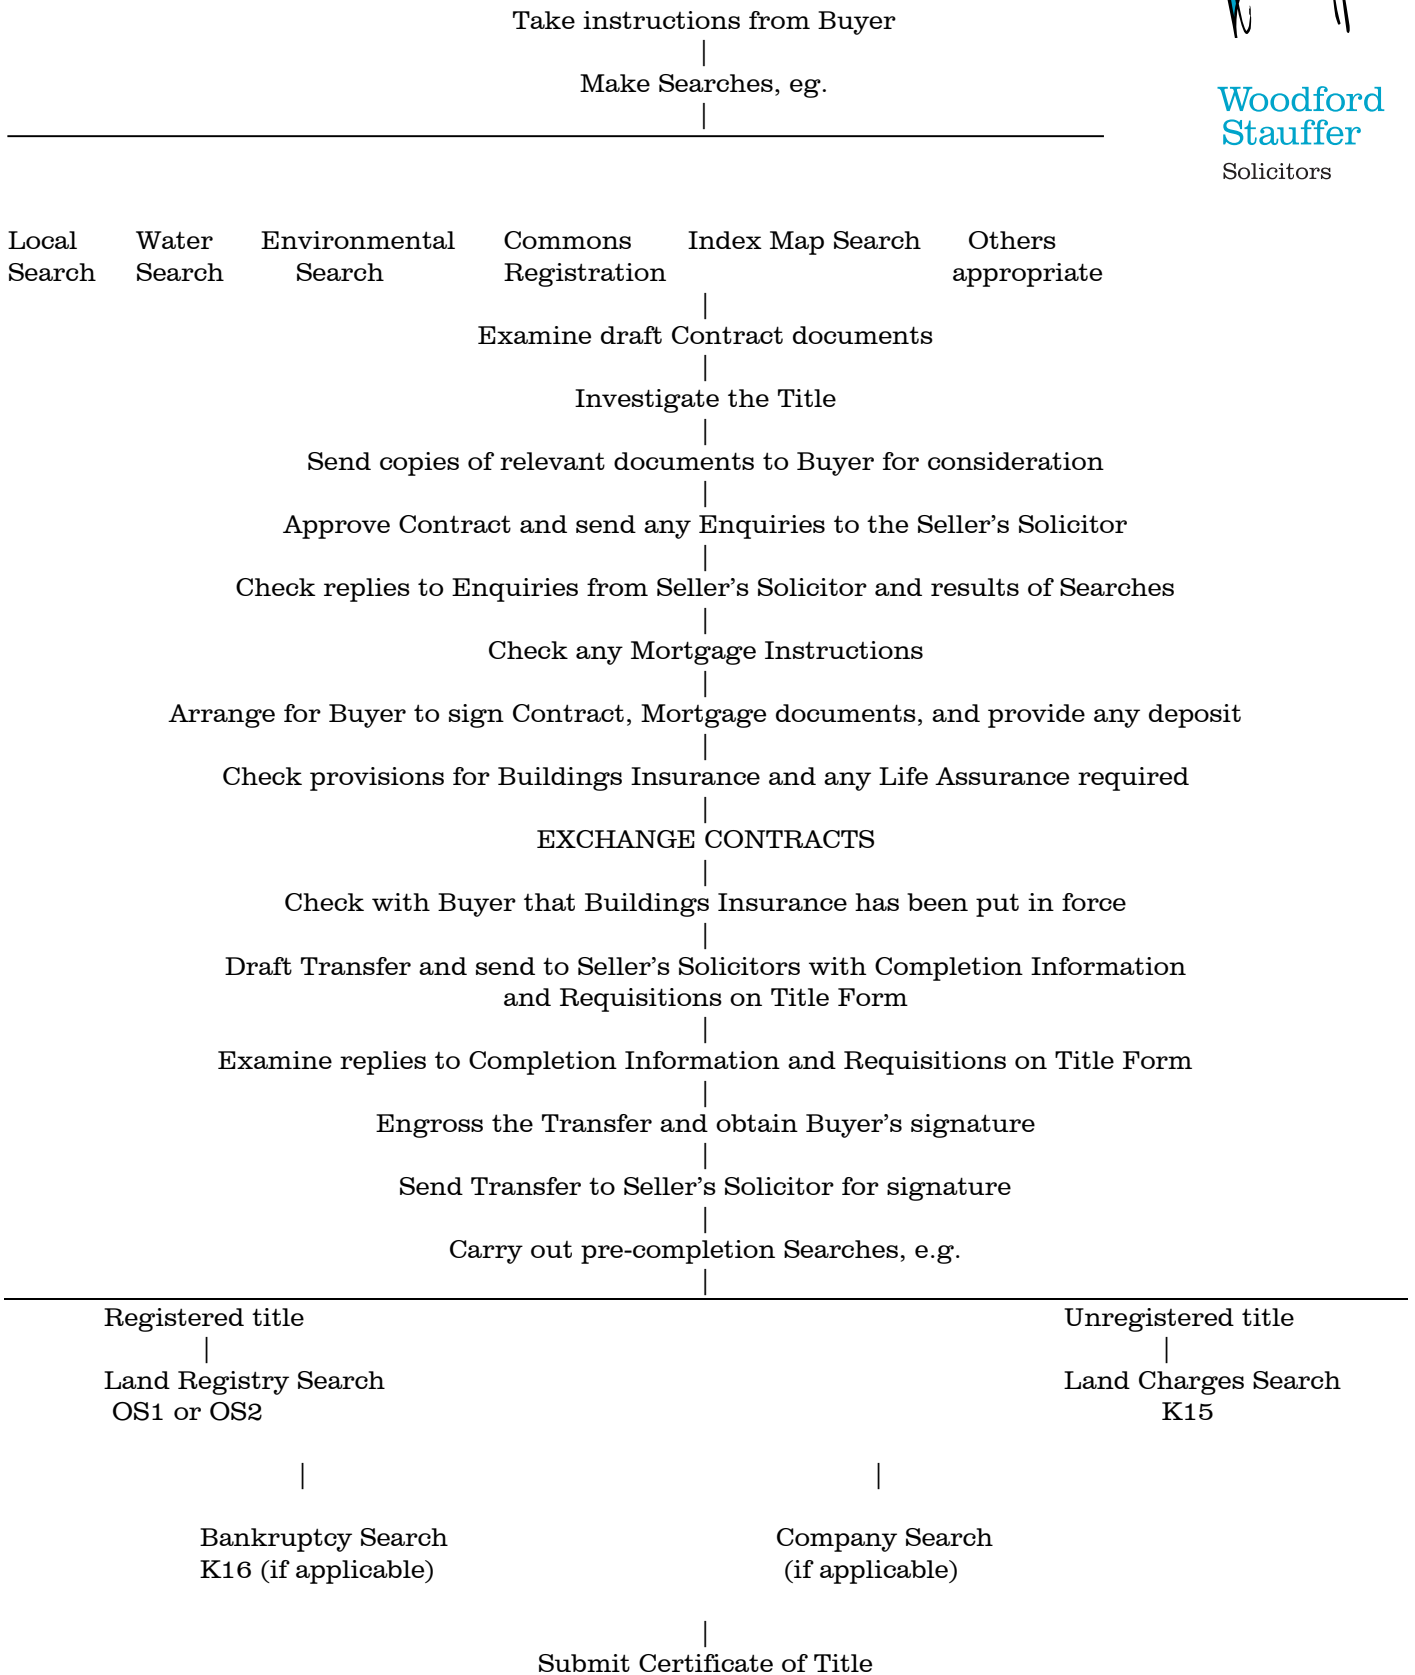 Take instructions from Buyer
Make Searches, eg.
Woodford
Stauffer
Solicitors
Local Water Environmental Commons Index Map Search Others
Search Search Search Registration appropriate
Examine draft Contract documents
Investigate the Title
Send copies of relevant documents to Buyer for consideration
Approve Contract and send any Enquiries to the Seller’s Solicitor
Check replies to Enquiries from Seller’s Solicitor and results of Searches
Check any Mortgage Instructions
Arrange for Buyer to sign Contract, Mortgage documents, and provide any deposit
Check provisions for Buildings Insurance and any Life Assurance required
EXCHANGE CONTRACTS
Check with Buyer that Buildings Insurance has been put in force
Draft Transfer and send to Seller’s Solicitors with Completion Information
and Requisitions on Title Form
Examine replies to Completion Information and Requisitions on Title Form
Engross the Transfer and obtain Buyer’s signature
Send Transfer to Seller’s Solicitor for signature
Carry out pre-completion Searches, e.g.
Registered title Unregistered title
Land Registry Search Land Charges Search
OS1 or OS2 K15
Bankruptcy Search Company Search
K16 (if applicable) (if applicable)
Submit Certificate of Title